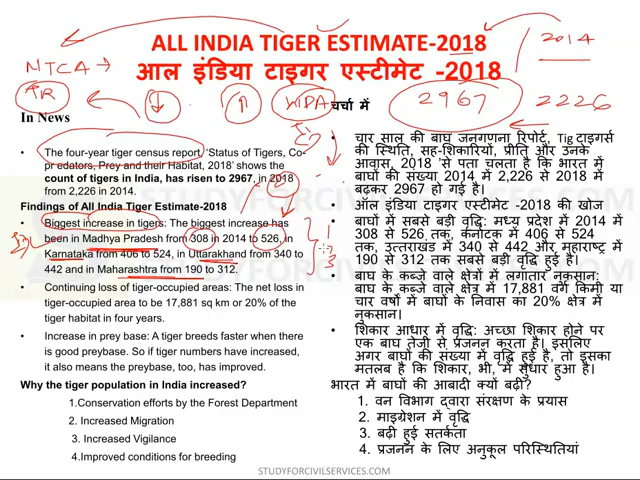 ALL INDIA TIGER ESTIMATE-2018
आल इंडिया टाइगर एस्टीमेट -2018
2014
NTCA →
TR
WLPA
2967
2226
In News
The four-year tiger census report, 'Status of Tigers, Co-
pr edators, Prey and their Habitat, 2018' shows the
count of tigers in India, has risen to 2967, in 2018
from 2,226 in 2014.
Findings of All India Tiger Estimate-2018
Biggest increase in tigers: The biggest increase has
been in Madhya Pradesh from 308 in 2014 to 526, in
Karnataka from 406 to 524, in Uttarakhand from 340 to
442 and in Maharashtra from 190 to 312.
Continuing loss of tiger-occupied areas: The net loss in
tiger-occupied area to be 17,881 sq km or 20% of the
tiger habitat in four years.
Increase in prey base: A tiger breeds faster when there
is good preybase. So if tiger numbers have increased,
it also means the preybase, too, has improved.
Why the tiger population in India increased?
1.Conservation efforts by the Forest Department
2. Increased Migration
3. Increased Vigilance
4.Improved conditions for breeding
चर्चा में
चार साल की बाघ जनगणना रिपोर्ट, Tigटाइगर्स
की स्थिति, सह-शिकारियों, प्रीति और उनके
आवास, 2018 'से पता चलता है कि भारत में
बाघों की संख्या 2014 में 2,226 से 2018 में
बढ़कर 2967 हो गई है।
आल इंडिया टाइगर एस्टीमेट -2018 की खोज
बाघों में सबसे बड़ी वृद्धि: मध्य प्रदेश में 2014 में
308 से 526 तक, कर्नाटक में 406 से 524
तक, उत्तराखंड में 340 से 442 और महाराष्ट्र में
190 से 312 तक सबसे बड़ी वृद्धि हुई है।
बाघ के कब्जे वाले क्षेत्रों में लगातार नुकसान:
बाघ के कब्जे वाले क्षेत्र में 17,881 वर्ग किमी या
चार वर्षों में बाघों के निवास का 20% क्षेत्र में
नुकसान।
शिकार आधार में वृद्धि: अच्छा शिकार होने पर
एक बाघ तेजी से प्रजनन करता है। इसलिए
अगर बाघों की संख्या में वृद्धि हुई है, तो इसका
मतलब है कि शिकार, भी, में सुधार हुआ है।
भारत में बाघों की आबादी क्यों बढ़ी?
1. वन विभाग द्वारा संरक्षण के प्रयास
2. माइग्रेशन में वृद्धि
3. बढ़ी हुई सतर्कता
4. प्रजनन के लिए अनुकूल परिस्थितियां
STUDYFORCIVILSERVICES.COM